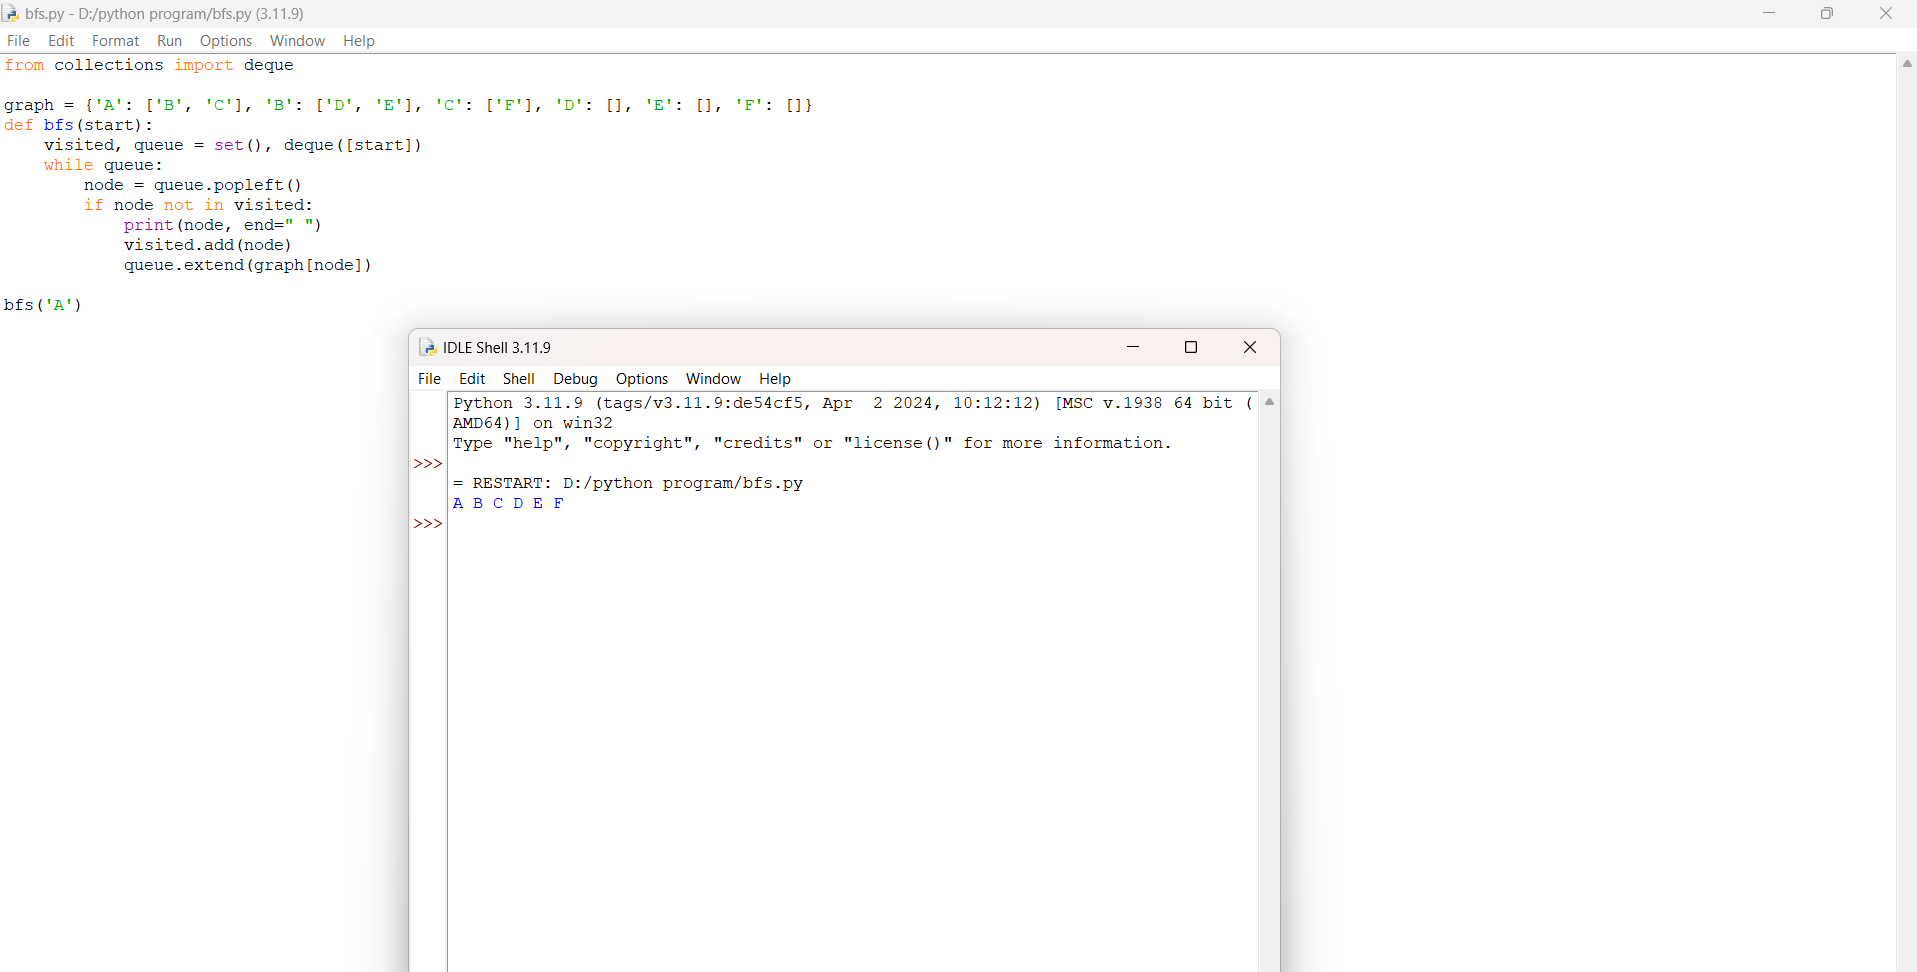 bfs.py - D:/python program/bfs.py (3.11.9)
File Edit Format Run Options Window Help
from collections import deque

graph = {'A': ['B', 'C'], 'B': ['D', 'E'], 'C': ['F'], 'D': [], 'E': [], 'F': []}
def bfs(start):
    visited, queue = set(), deque([start])
    while queue:
        node = queue.popleft()
        if node not in visited:
            print(node, end=" ")
            visited.add(node)
            queue.extend(graph[node])

bfs('A')
IDLE Shell 3.11.9
File Edit Shell Debug Options Window Help
Python 3.11.9 (tags/v3.11.9:de54cf5, Apr  2 2024, 10:12:12) [MSC v.1938 64 bit (
AMD64)] on win32
Type "help", "copyright", "credits" or "license()" for more information.
>>>
= RESTART: D:/python program/bfs.py
A B C D E F
>>>